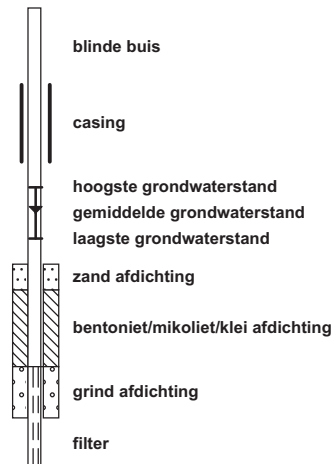 blinde buis
casing
hoogste grondwaterstand
gemiddelde grondwaterstand
laagste grondwaterstand
zand afdichting
bentoniet/mikoliet/klei afdichting
grind afdichting
filter